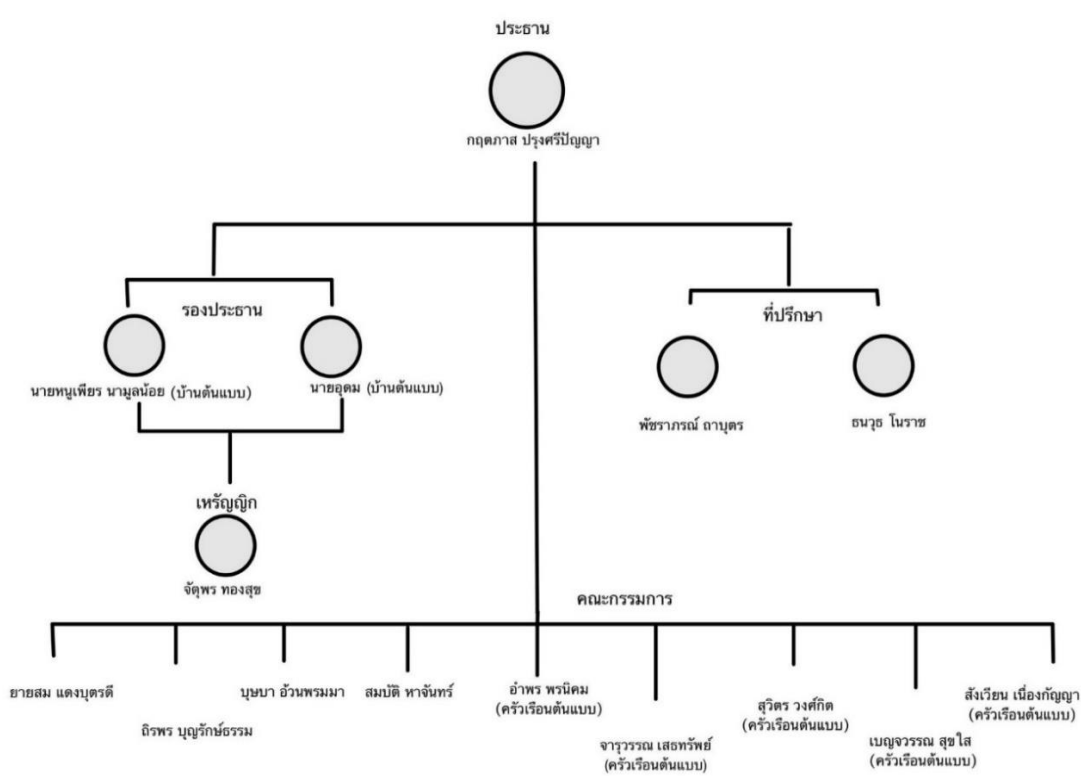 ประธาน
กฤตภาส ปรุงศรีปัญญา
รองประธาน
ที่ปรึกษา
นายหนูเพียร นามูลน้อย (บ้านต้นแบบ)
นายอุดม (บ้านต้นแบบ)
พัชราภรณ์ ถาบุตร
ธนวุธ โนราช
เหรัญญิก
จัตุพร ทองสุข
คณะกรรมการ
ยายสม แดงบุตรดี
ถิรพร บุญรักษ์ธรรม
บุษบา อ้วนพรมมา
สมบัติ หาจันทร์
อำพร พรนิคม
(ครัวเรือนต้นแบบ)
จารุวรรณ เสธทรัพย์
(ครัวเรือนต้นแบบ)
สุวิตร วงศ์กิต
(ครัวเรือนต้นแบบ)
เบญจวรรณ สุขใส
(ครัวเรือนต้นแบบ)
สังเวียน เนื่องกัญญา
(ครัวเรือนต้นแบบ)